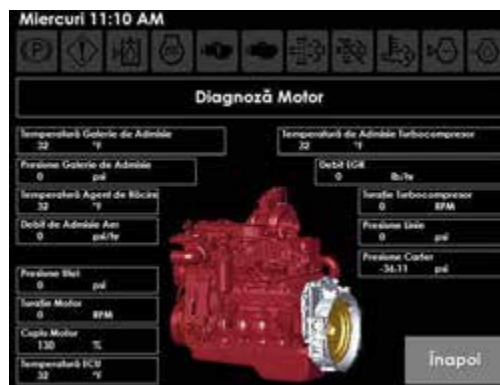 Miercuri 11:10 AM
P
Diagnoză Motor
Temperatură Galerie de Admisie
32 °F
Temperatură de Admisie Turbocompresor
32 °F
Presiune Galerie de Admisie
0 psi
Debit EGR
0 lb/hr
Temperatură Agent de Răcire
32 °F
Turație Turbocompresor
0 RPM
Debit de Admisie Aer
0 psi/hr
Presiune Linie
0 psi
Presiune Carter
-36.11 psi
Presiune Ulei
0 psi
Turație Motor
0 RPM
Cuplu Motor
130 %
Temperatură ECU
32 °F
Înapoi